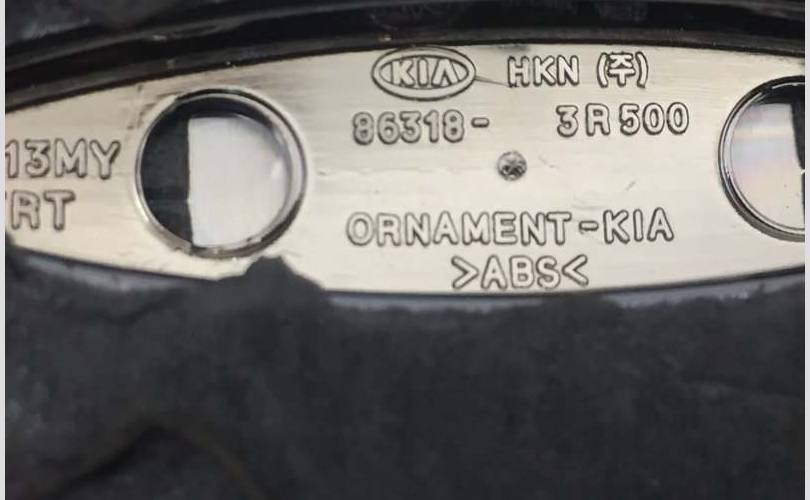 KIA HKN (주)
86318- 3R500
13MY
RT
ORNAMENT-KIA
>ABS<